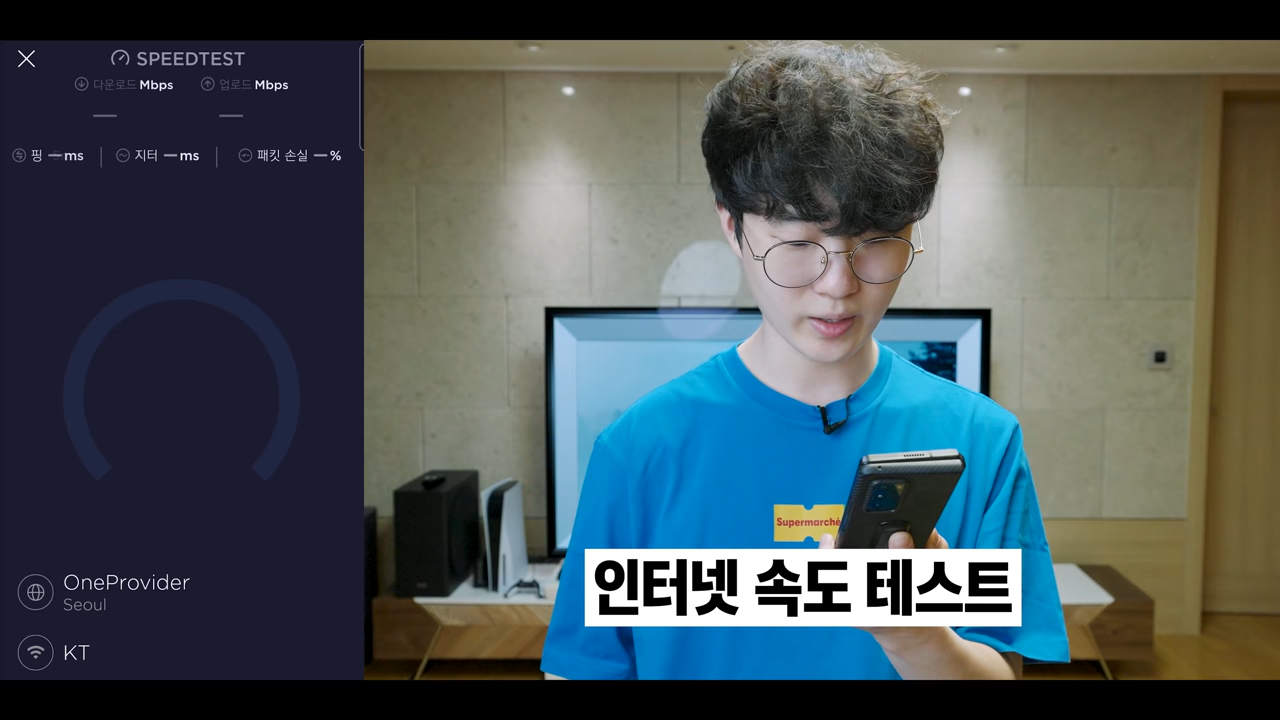 SPEEDTEST
다운로드 Mbps 업로드 Mbps
핑 ms 지터 ms 패킷 손실 %
OneProvider
Seoul
KT
Supermarché
인터넷 속도 테스트